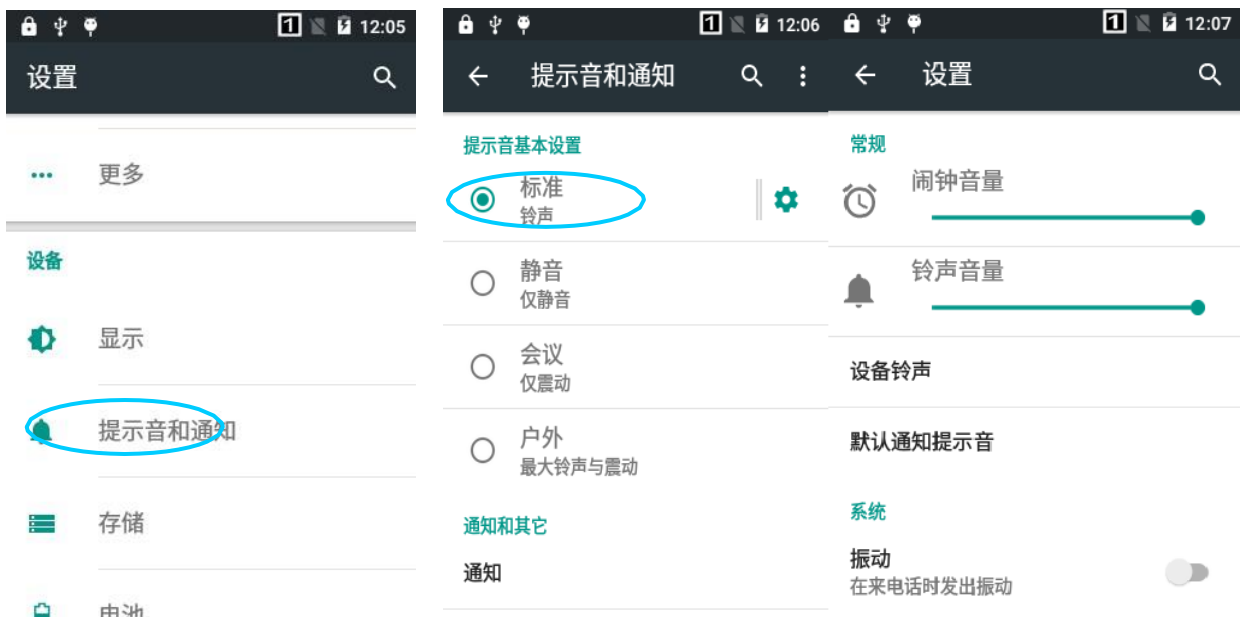 1 12:05
设置
更多
设备
显示
提示音和通知
存储
电池
1 12:06
提示音和通知
提示音基本设置
标准
铃声
静音
仅静音
会议
仅震动
户外
最大铃声与震动
通知和其它
通知
1 12:07
设置
常规
闹钟音量
铃声音量
设备铃声
默认通知提示音
系统
振动
在来电话时发出振动